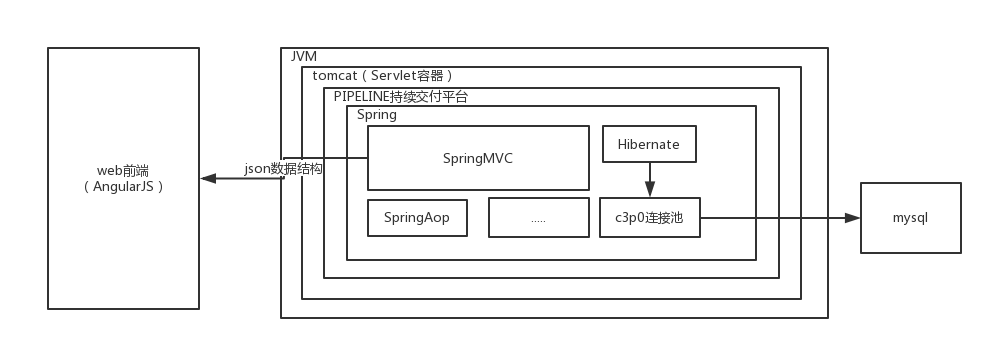 JVM
tomcat（Servlet容器）
PIPELINE持续交付平台
Spring
SpringMVC
Hibernate
json数据结构
web前端
（AngularJS）
SpringAop
.....
c3p0连接池
mysql